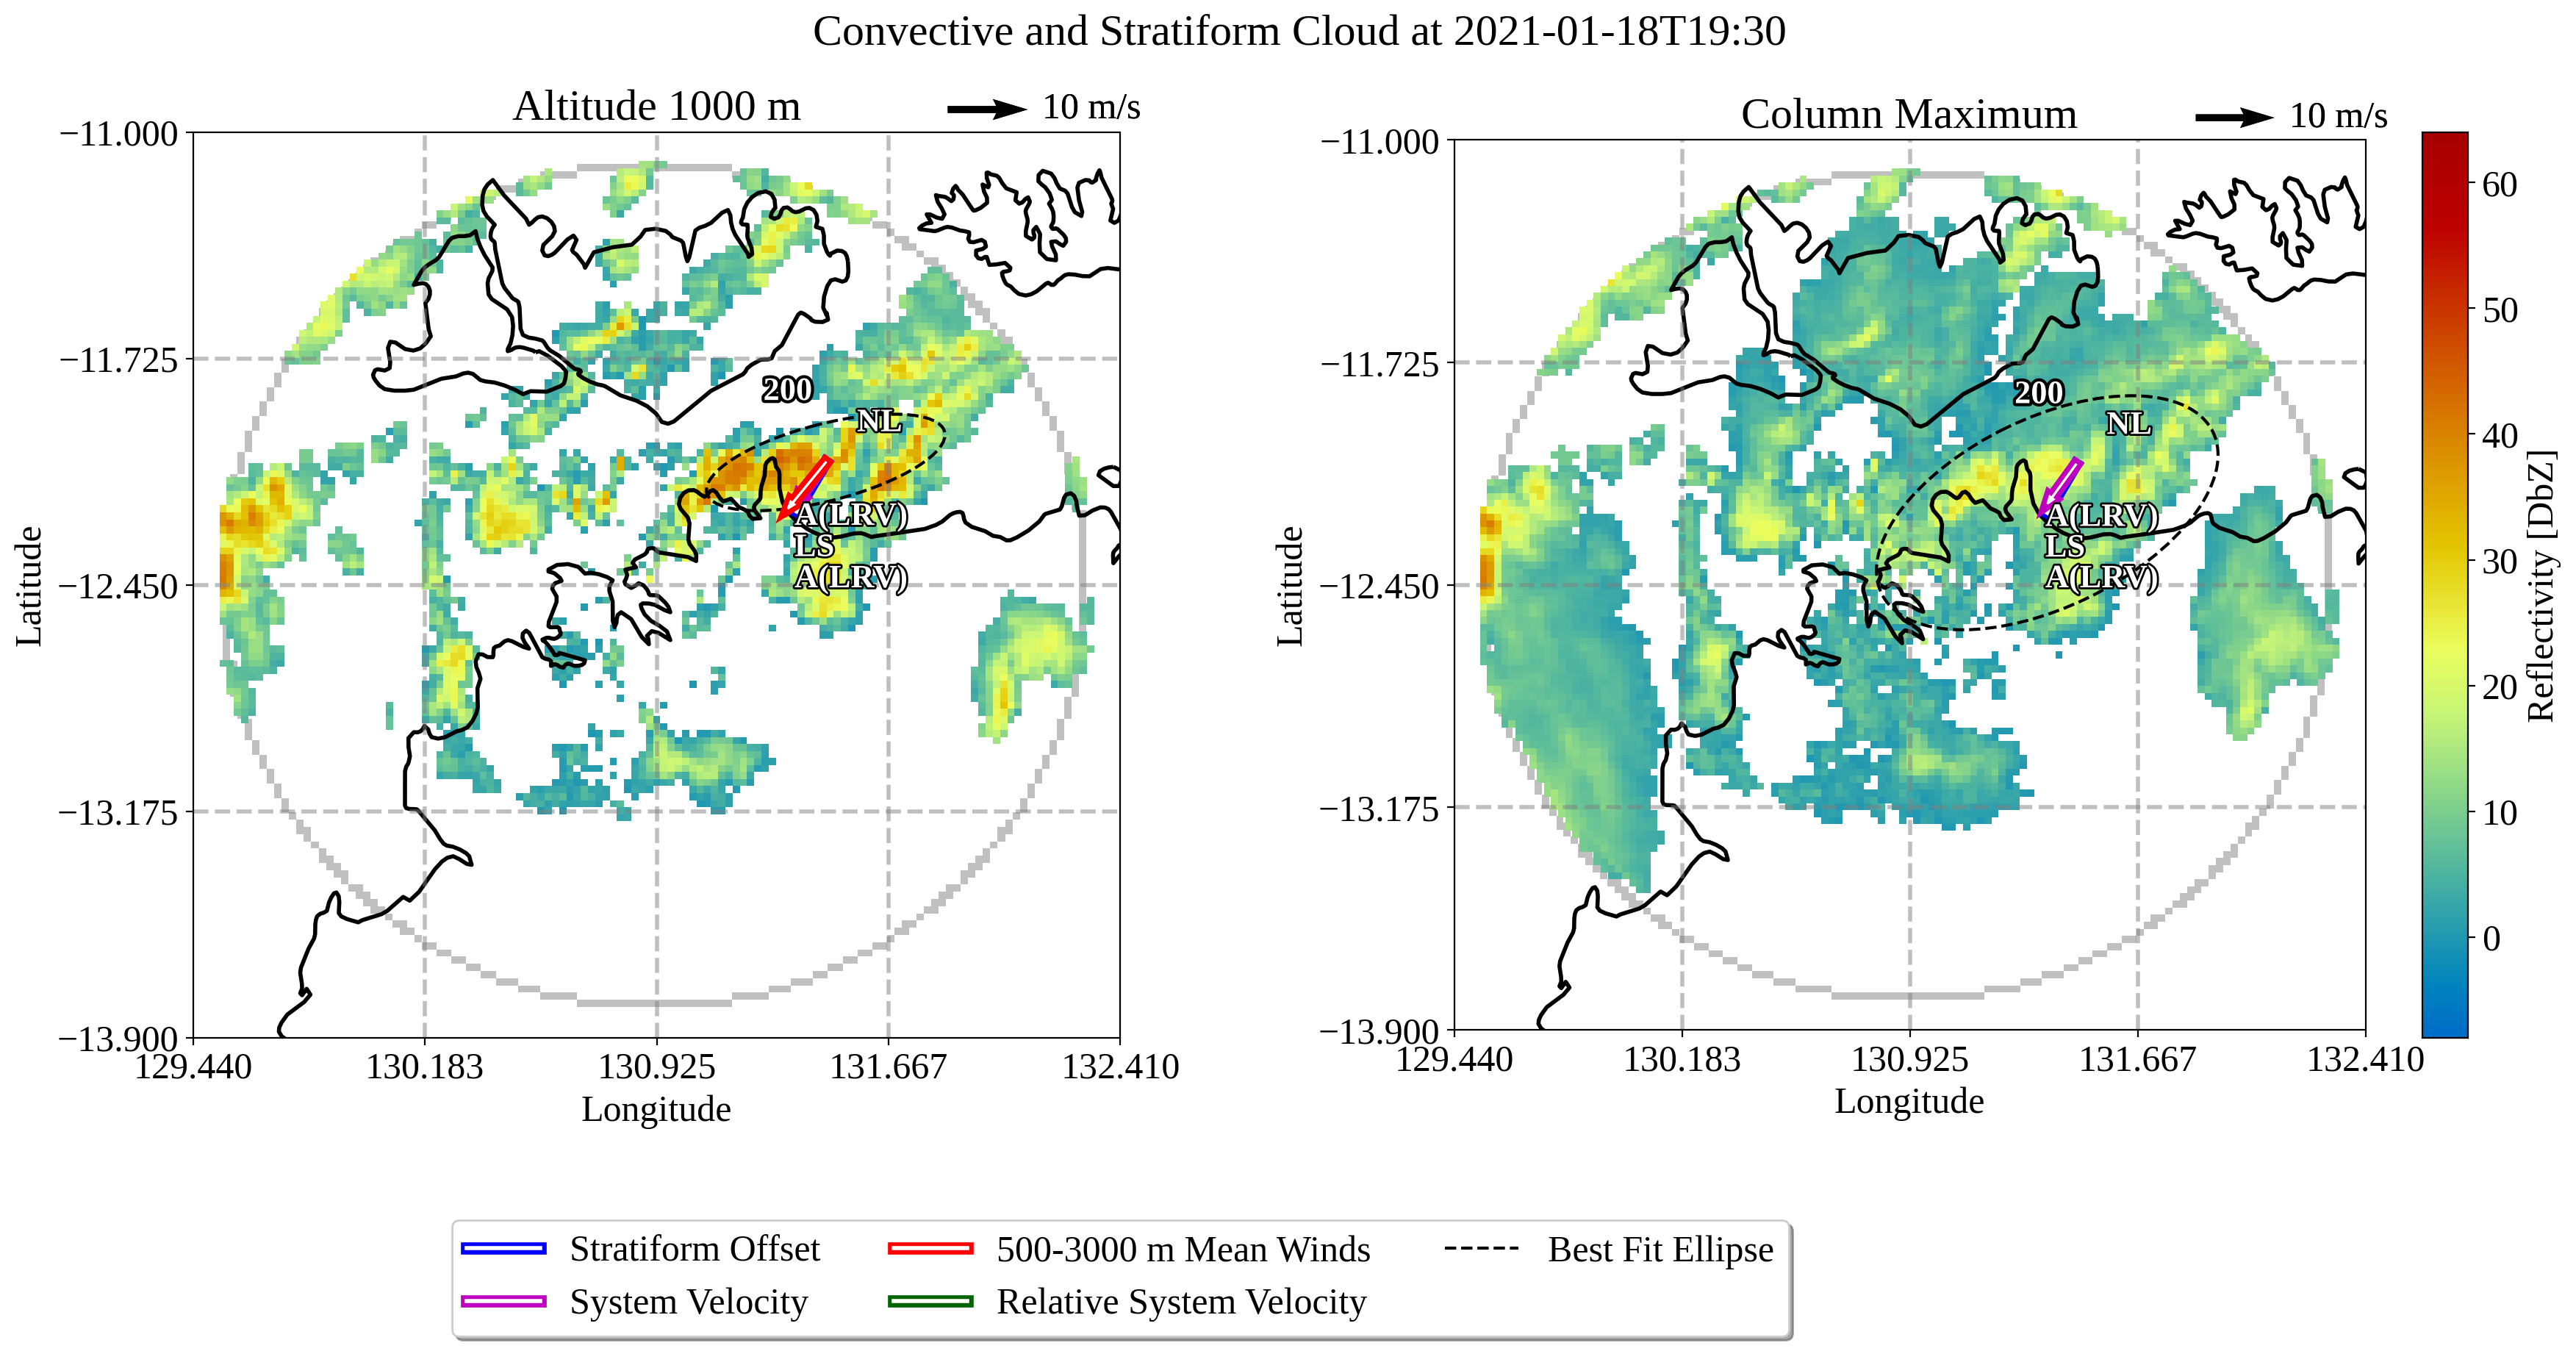 Convective and Stratiform Cloud at 2021-01-18T19:30
Altitude 1000 m
10 m/s
−11.000
−11.725
−12.450
−13.175
−13.900
Latitude
129.440
130.183
130.925
131.667
132.410
Longitude
200
NL
A(LRV)
LS
A(LRV)
Column Maximum
10 m/s
−11.000
−11.725
−12.450
−13.175
−13.900
Latitude
129.440
130.183
130.925
131.667
132.410
Longitude
200
NL
A(LRV)
LS
A(LRV)
60
50
40
30
20
10
0
Reflectivity [DbZ]
Stratiform Offset
System Velocity
500-3000 m Mean Winds
Relative System Velocity
Best Fit Ellipse